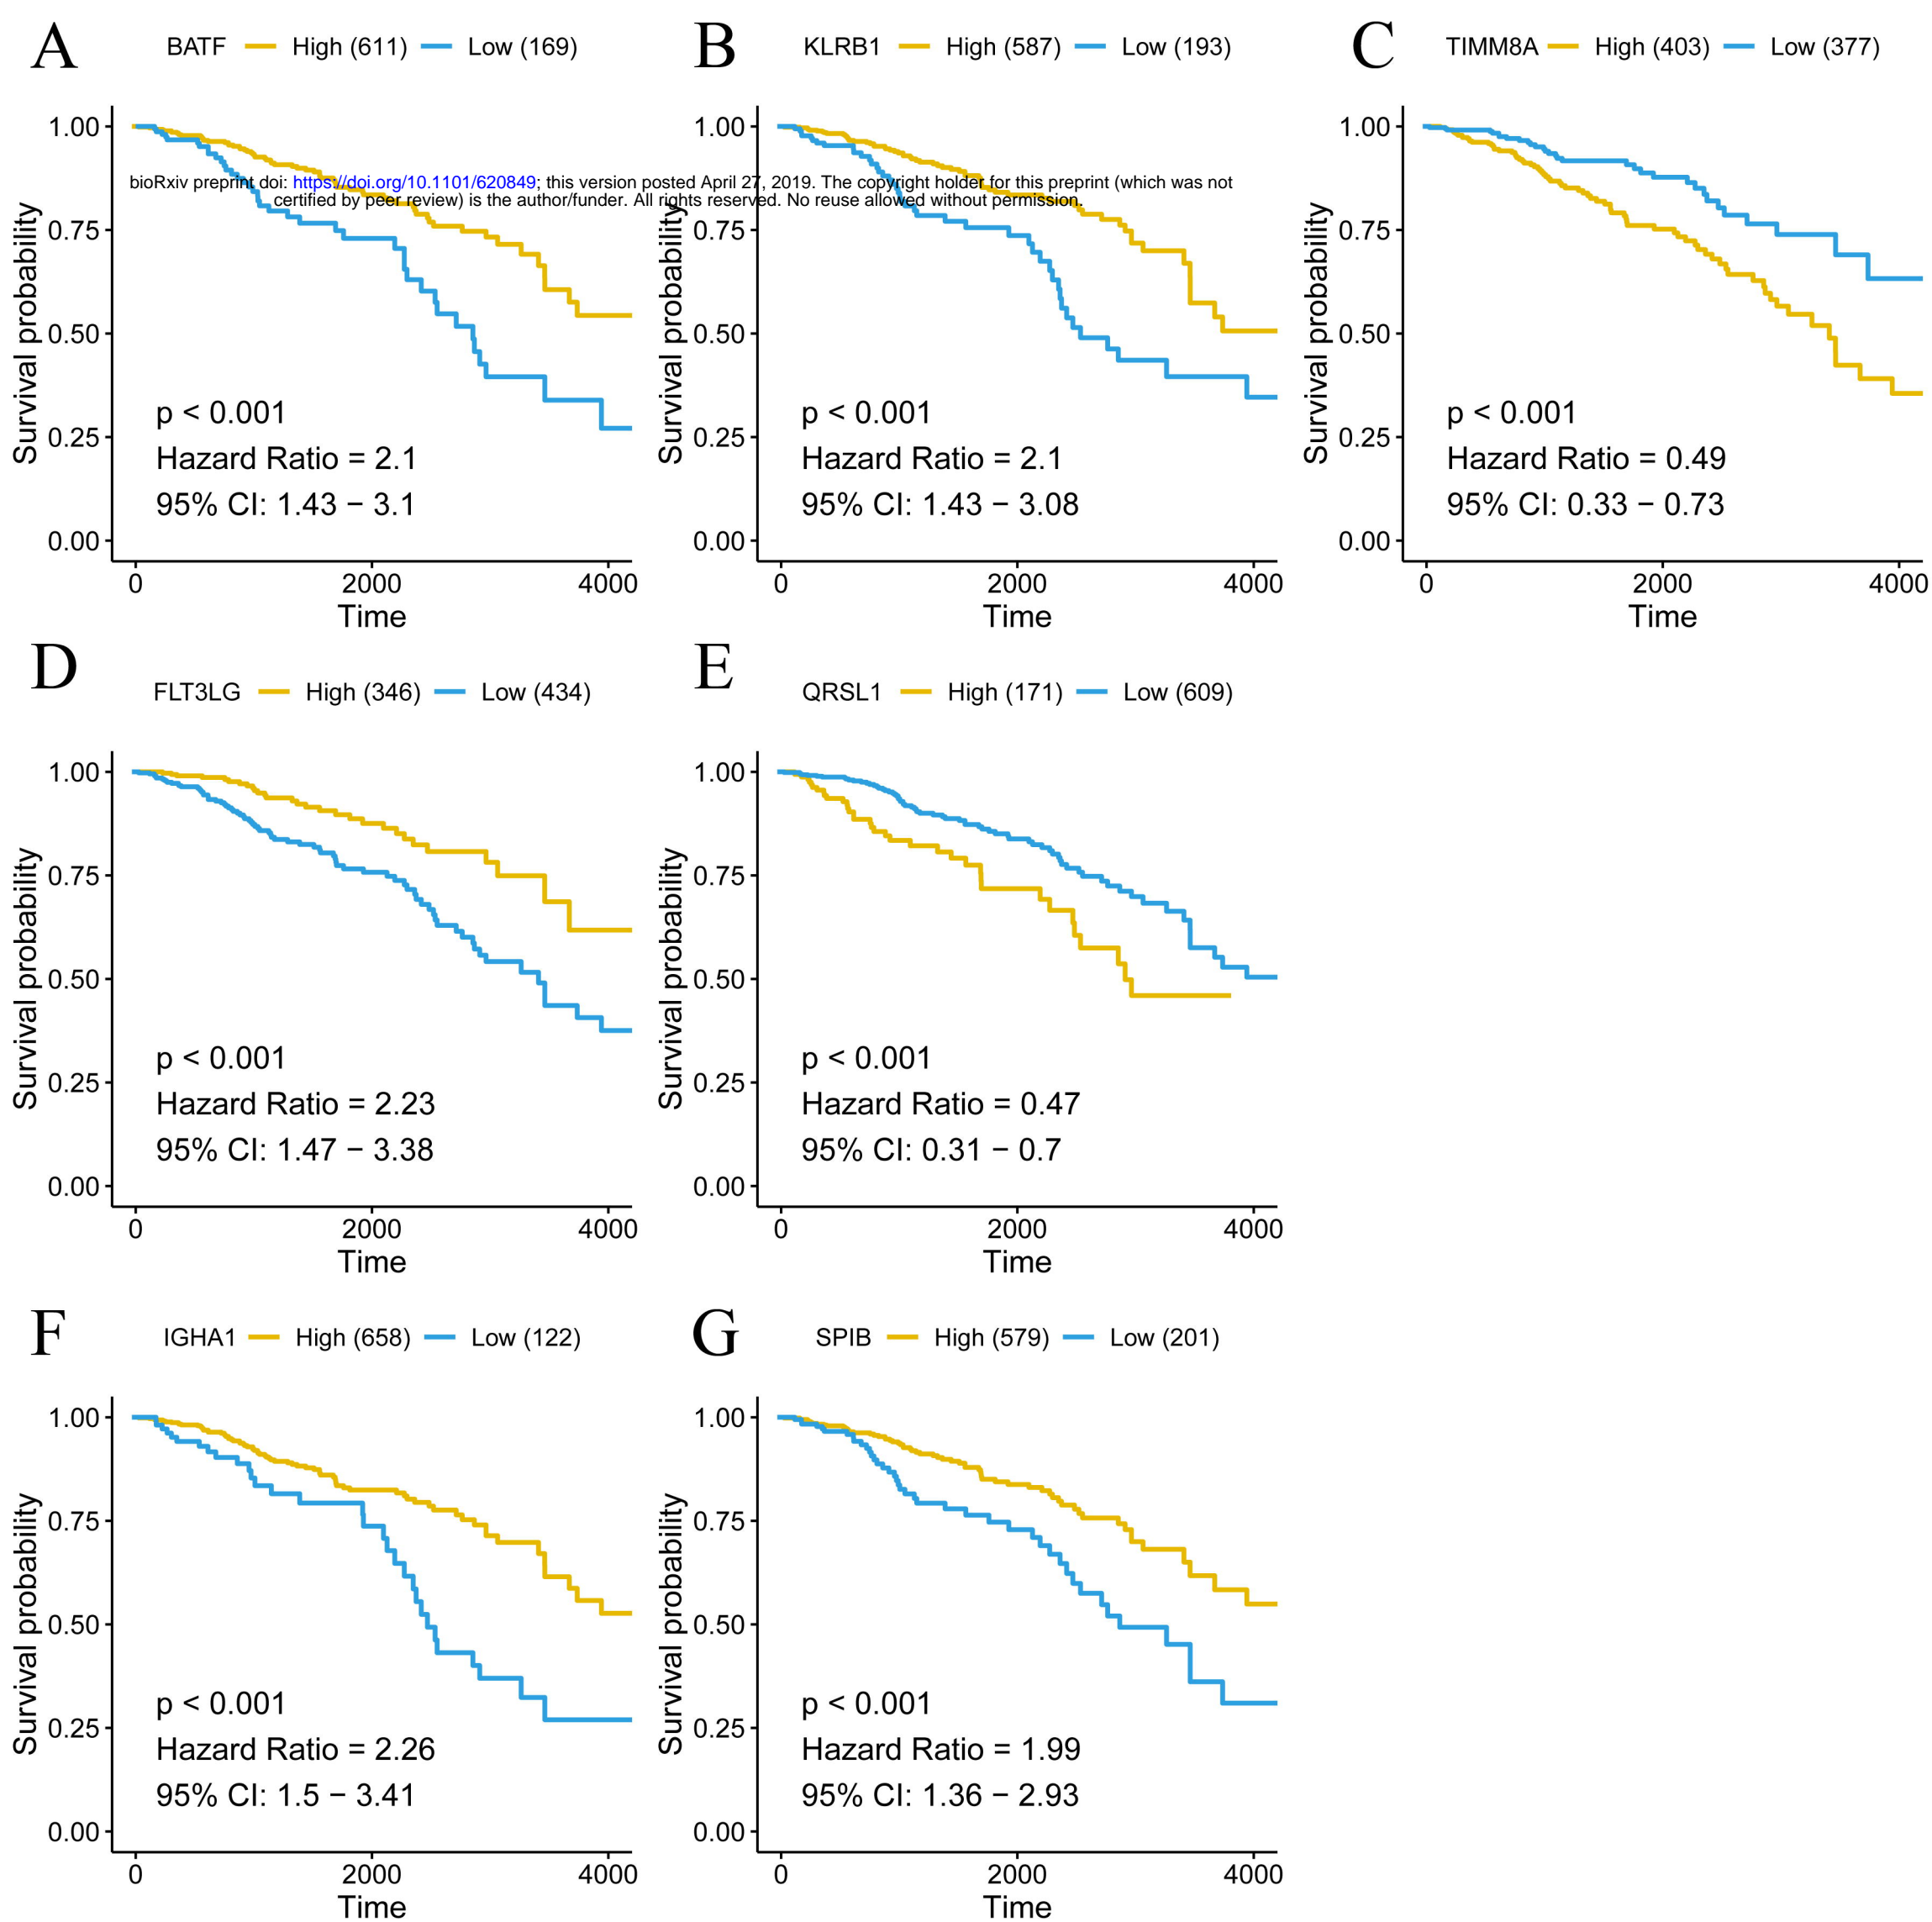 A
BATF High (611) Low (169)
1.00
0.75
0.50
0.25
0.00
Survival probability
p < 0.001
Hazard Ratio = 2.1
95% CI: 1.43 − 3.1
0 2000 4000
Time
B
KLRB1 High (587) Low (193)
1.00
0.75
0.50
0.25
0.00
Survival probability
p < 0.001
Hazard Ratio = 2.1
95% CI: 1.43 − 3.08
0 2000 4000
Time
C
TIMM8A High (403) Low (377)
1.00
0.75
0.50
0.25
0.00
Survival probability
p < 0.001
Hazard Ratio = 0.49
95% CI: 0.33 − 0.73
0 2000 4000
Time
bioRxiv preprint doi: https://doi.org/10.1101/620849; this version posted April 27, 2019. The copyright holder for this preprint (which was not
certified by peer review) is the author/funder. All rights reserved. No reuse allowed without permission.
D
FLT3LG High (346) Low (434)
1.00
0.75
0.50
0.25
0.00
Survival probability
p < 0.001
Hazard Ratio = 2.23
95% CI: 1.47 − 3.38
0 2000 4000
Time
E
QRSL1 High (171) Low (609)
1.00
0.75
0.50
0.25
0.00
Survival probability
p < 0.001
Hazard Ratio = 0.47
95% CI: 0.31 − 0.7
0 2000 4000
Time
F
IGHA1 High (658) Low (122)
1.00
0.75
0.50
0.25
0.00
Survival probability
p < 0.001
Hazard Ratio = 2.26
95% CI: 1.5 − 3.41
0 2000 4000
Time
G
SPIB High (579) Low (201)
1.00
0.75
0.50
0.25
0.00
Survival probability
p < 0.001
Hazard Ratio = 1.99
95% CI: 1.36 − 2.93
0 2000 4000
Time